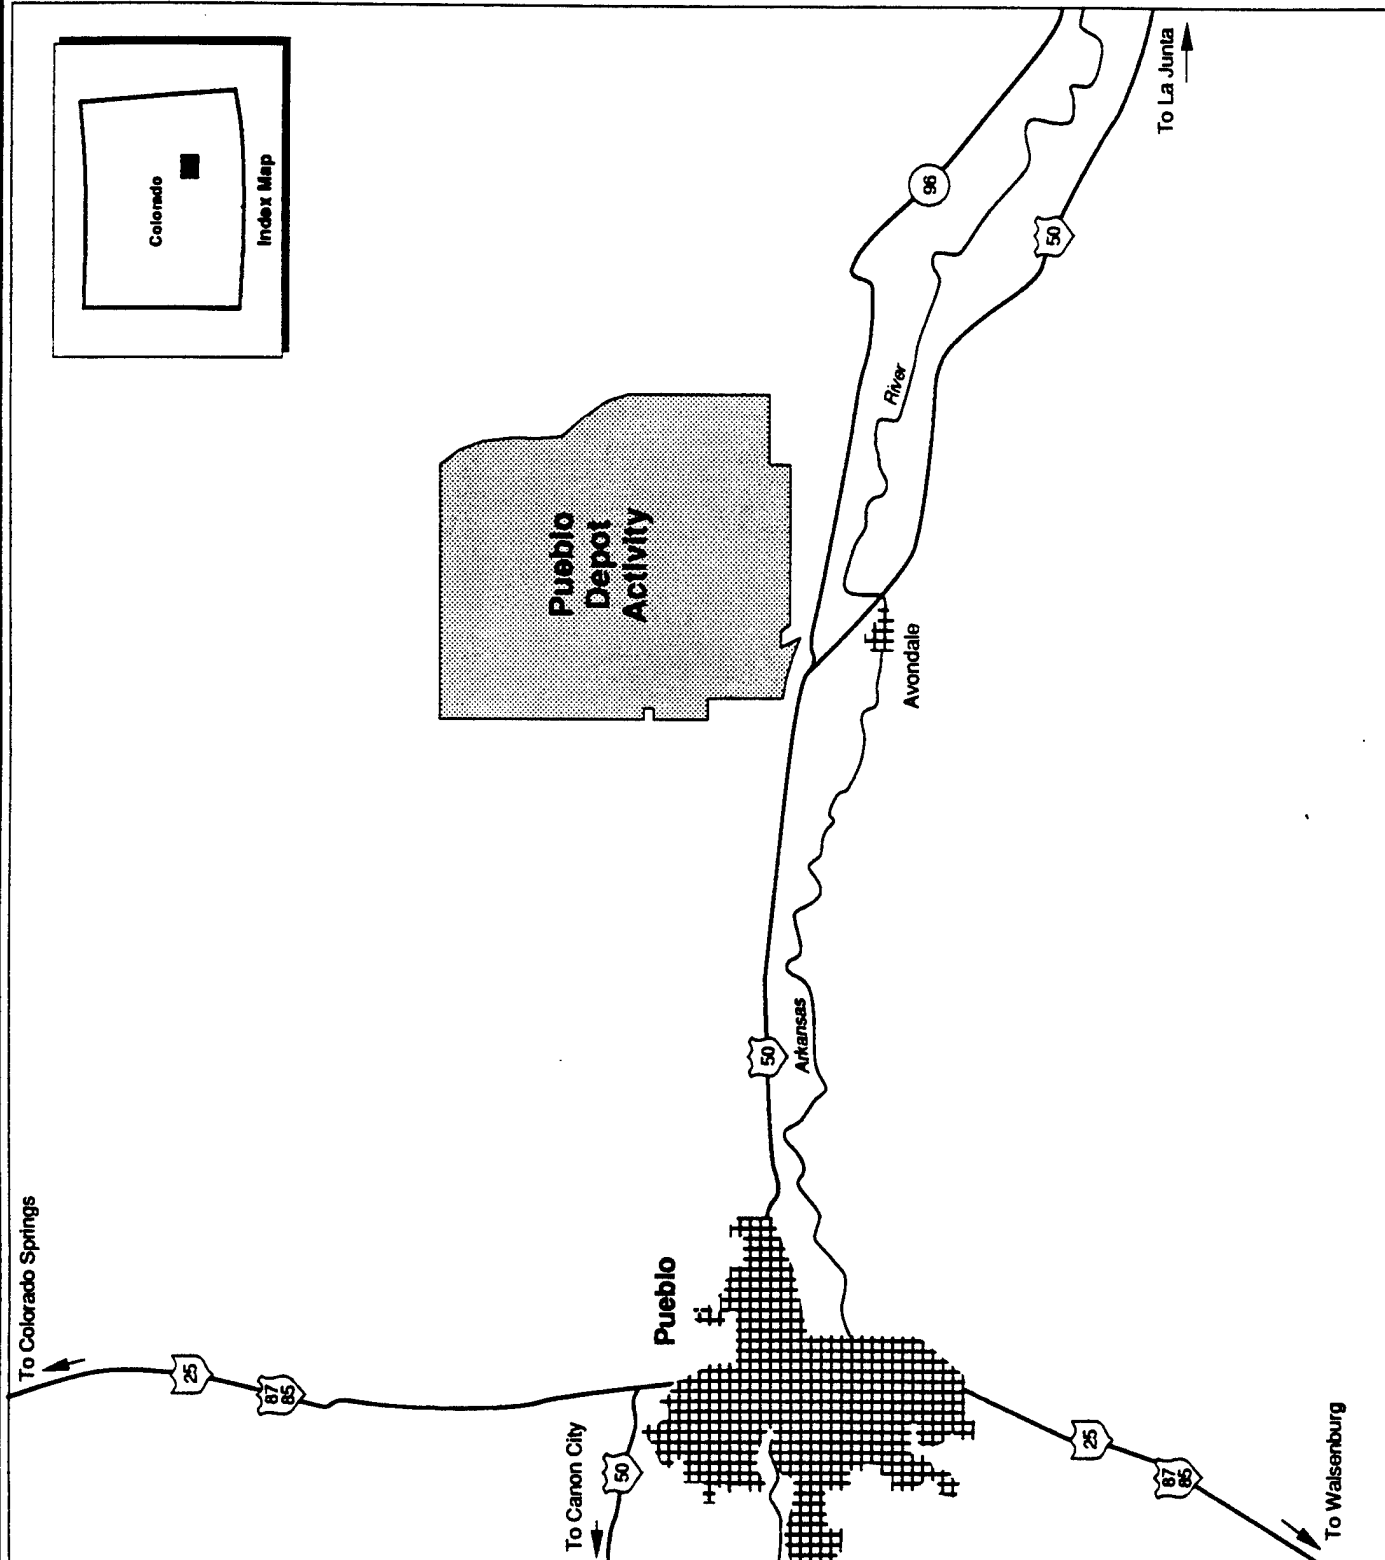 Colorado
Index Map
To Colorado Springs
25
87
85
To Canon City
50
Pueblo
50
Arkansas
Pueblo
Depot
Activity
Avondale
River
96
50
To La Junta
25
87
85
To Walsenburg